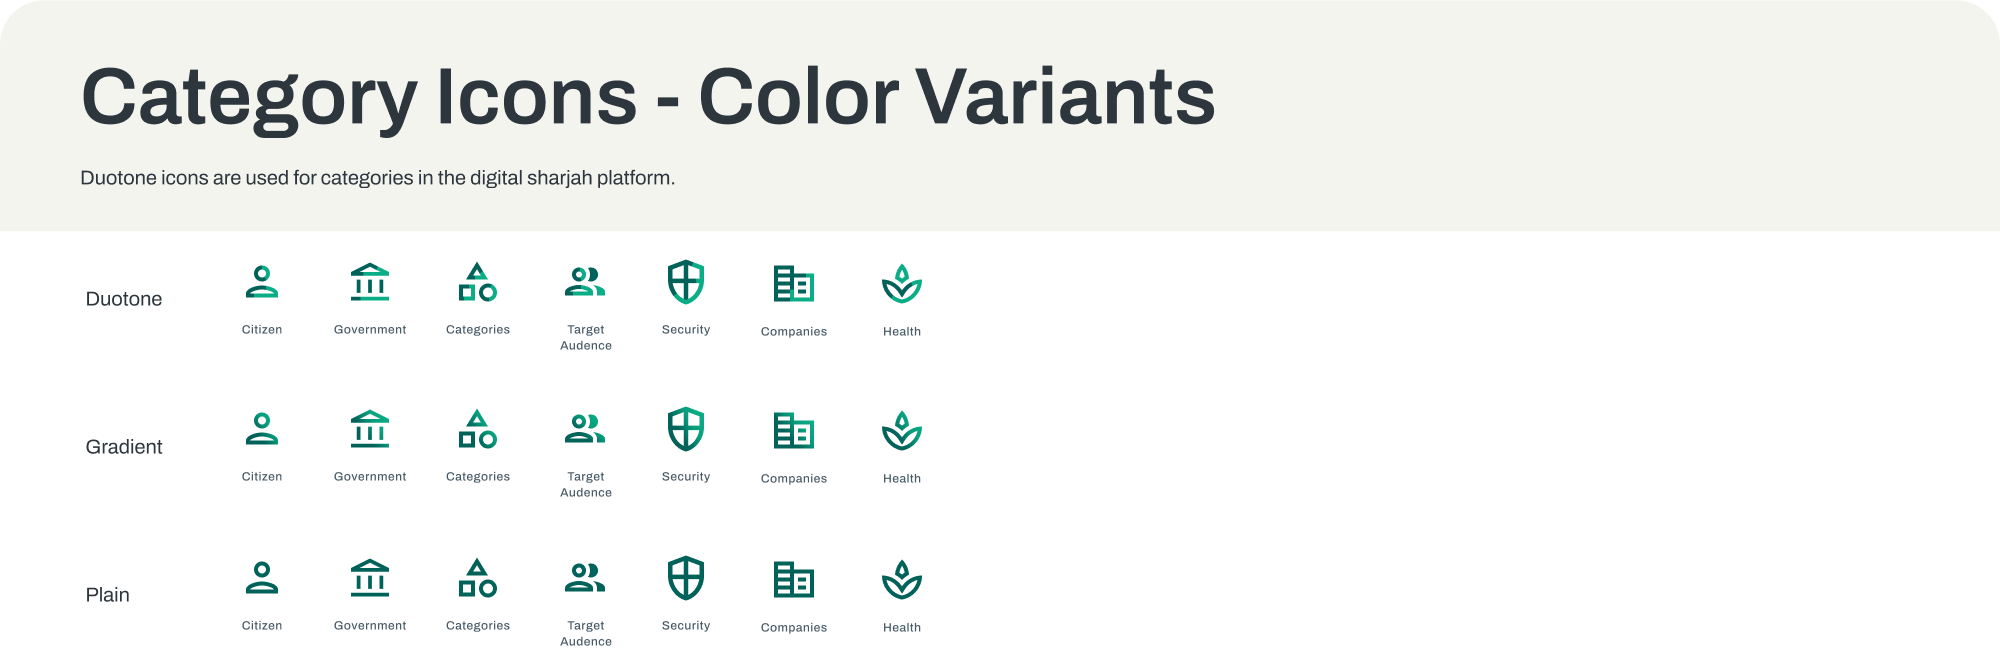 Category Icons - Color Variants
Duotone icons are used for categories in the digital sharjah platform.
Duotone
Citizen
Government
Categories
Target
Audence
Security
Companies
Health
Gradient
Citizen
Government
Categories
Target
Audence
Security
Companies
Health
Plain
Citizen
Government
Categories
Target
Audence
Security
Companies
Health